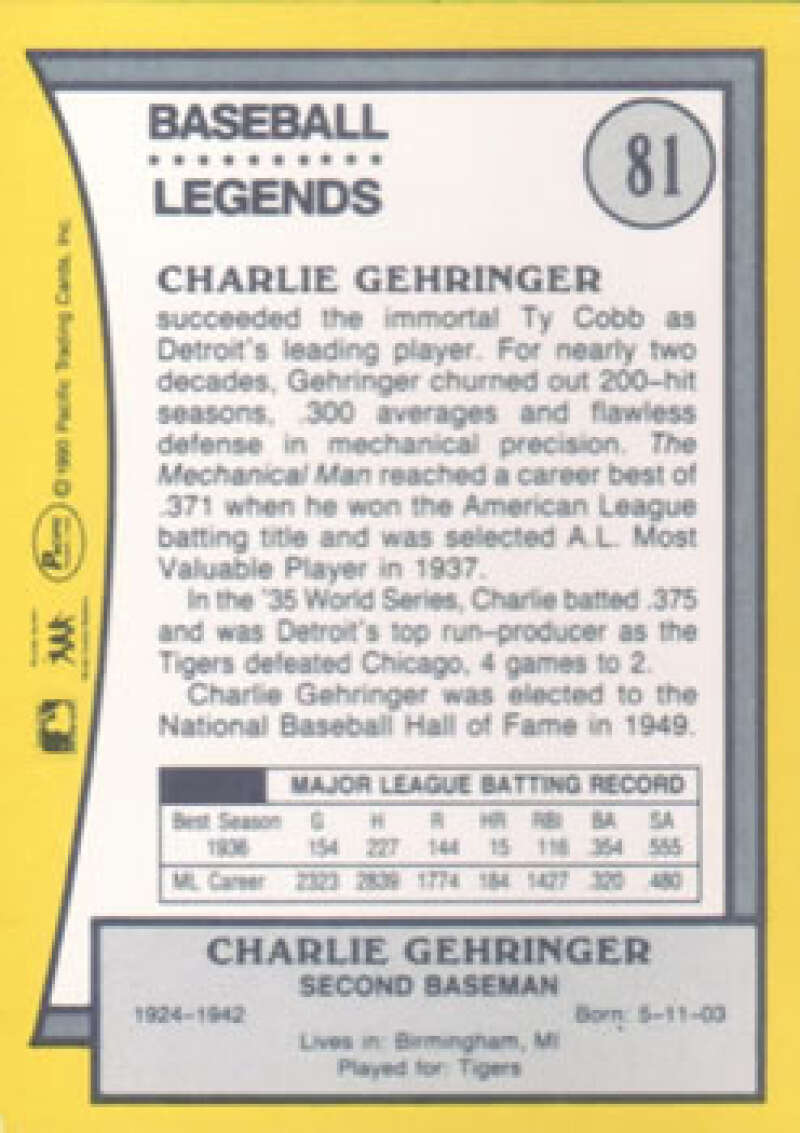 BASEBALL
LEGENDS
81
CHARLIE GEHRINGER
succeeded the immortal Ty Cobb as
Detroit's leading player. For nearly two
decades, Gehringer churned out 200-hit
seasons, .300 averages and flawless
defense in mechanical precision. The
Mechanical Man reached a career best of
.371 when he won the American League
batting title and was selected A.L. Most
Valuable Player in 1937.
In the '35 World Series, Charlie batted .375
and was Detroit's top run-producer as the
Tigers defeated Chicago, 4 games to 2.
Charlie Gehringer was elected to the
National Baseball Hall of Fame in 1949.
MAJOR LEAGUE BATTING RECORD
Best Season G H R HR RBI BA SA
1936 154 227 144 15 116 .354 .555
ML Career 2323 2839 1774 184 1427 .320 .480
CHARLIE GEHRINGER
SECOND BASEMAN
1924-1942 Born: 5-11-03
Lives in: Birmingham, MI
Played for: Tigers
© 1990 Pacific Trading Cards, Inc.
PACIFIC